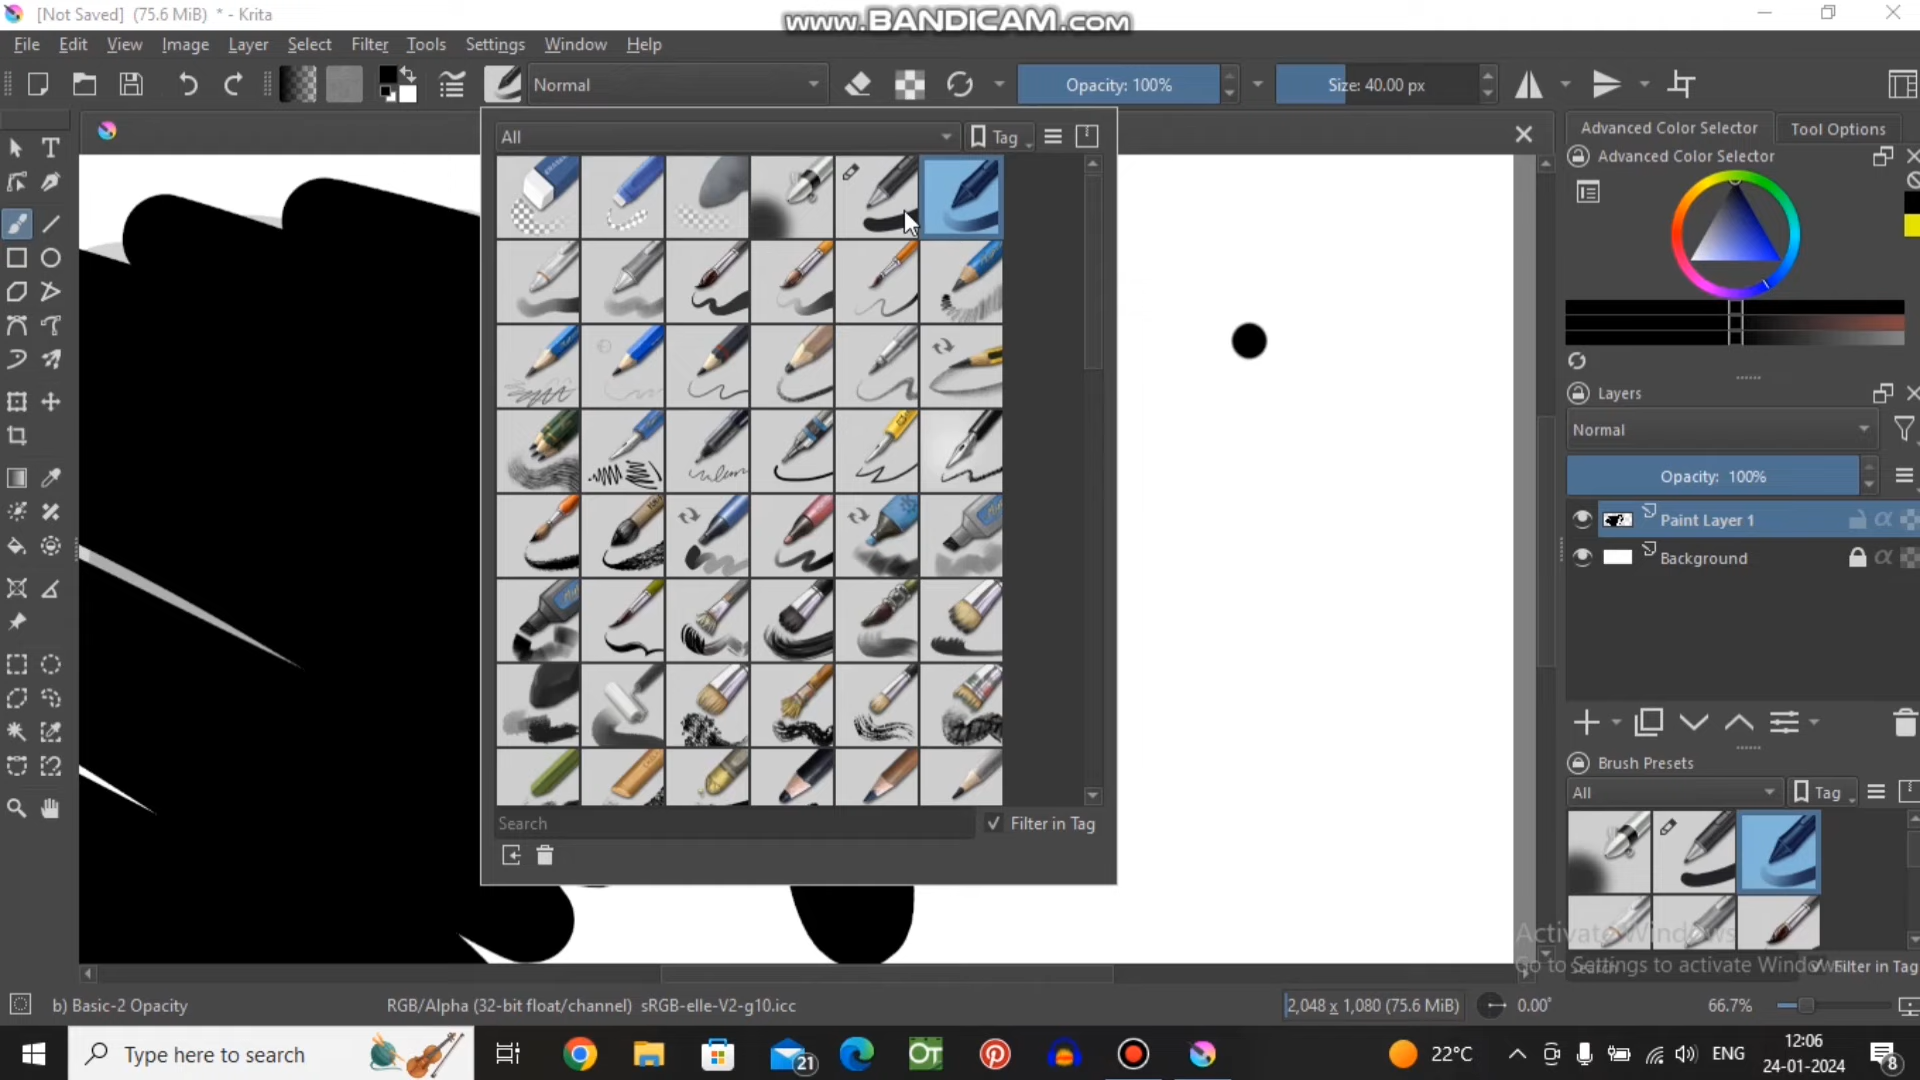 [Not Saved] (75.6 MiB) * - Krita
www.BANDICAM.com
File Edit View Image Layer Select Filter Tools Settings Window Help
Normal
Opacity: 100%
Size: 40.00 px
All
Tag
Advanced Color Selector
Tool Options
Advanced Color Selector
Layers
Normal
Opacity: 100%
Paint Layer 1
Background
Brush Presets
All
Tag
Search
Filter in Tag
Activate Windows
Go to Settings to activate Windows
Filter in Tag
b) Basic-2 Opacity
RGB/Alpha (32-bit float/channel) sRGB-elle-V2-g10.icc
2,048 x 1,080 (75.6 MiB)
0.00°
66.7%
Type here to search
21
OT
22°C
ENG
12:06
24-01-2024
8